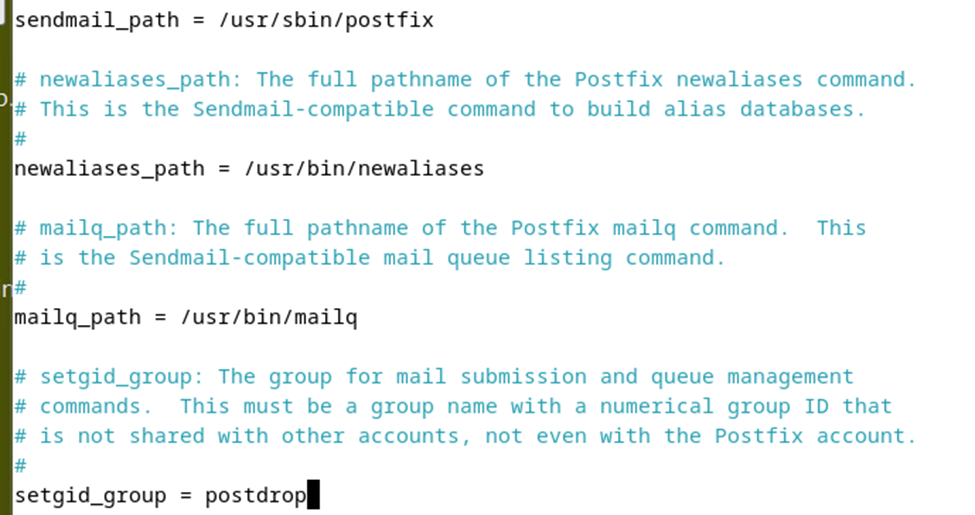 sendmail_path = /usr/sbin/postfix
# newaliases_path: The full pathname of the Postfix newaliases command.
# This is the Sendmail-compatible command to build alias databases.
#
newaliases_path = /usr/bin/newaliases
# mailq_path: The full pathname of the Postfix mailq command.  This
# is the Sendmail-compatible mail queue listing command.
#
mailq_path = /usr/bin/mailq
# setgid_group: The group for mail submission and queue management
# commands.  This must be a group name with a numerical group ID that
# is not shared with other accounts, not even with the Postfix account.
#
setgid_group = postdrop